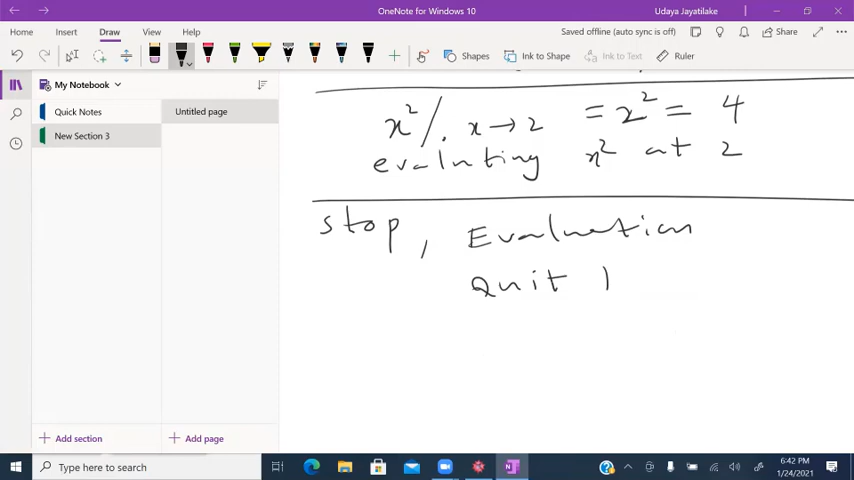 OneNote for Windows 10
Udaya Jayatilake
Home Insert Draw View Help
Saved offline (auto sync is off)
Share
Shapes
Ink to Shape
Ink to Text
Ruler
My Notebook
Quick Notes
Untitled page
New Section 3
x²/. x→2 = x² = 4
evaluting x² at 2
stop, Evaluation
Quit
Add section
Add page
Type here to search
6:42 PM
1/24/2021